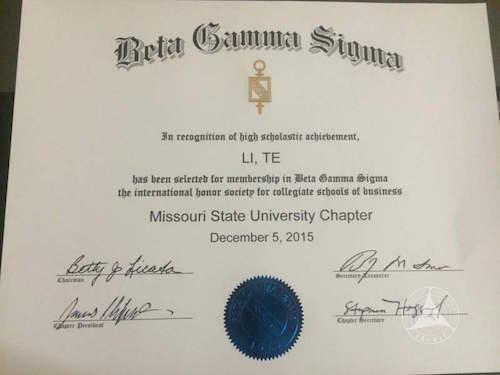 Beta Gamma Sigma
In recognition of high scholastic achievement,
LI, TE
has been selected for membership in Beta Gamma Sigma
the international honor society for collegiate schools of business
Missouri State University Chapter
December 5, 2015
Betty J Licata
Chairman
Secretary-Treasurer
Chapter President
Chapter Secretary